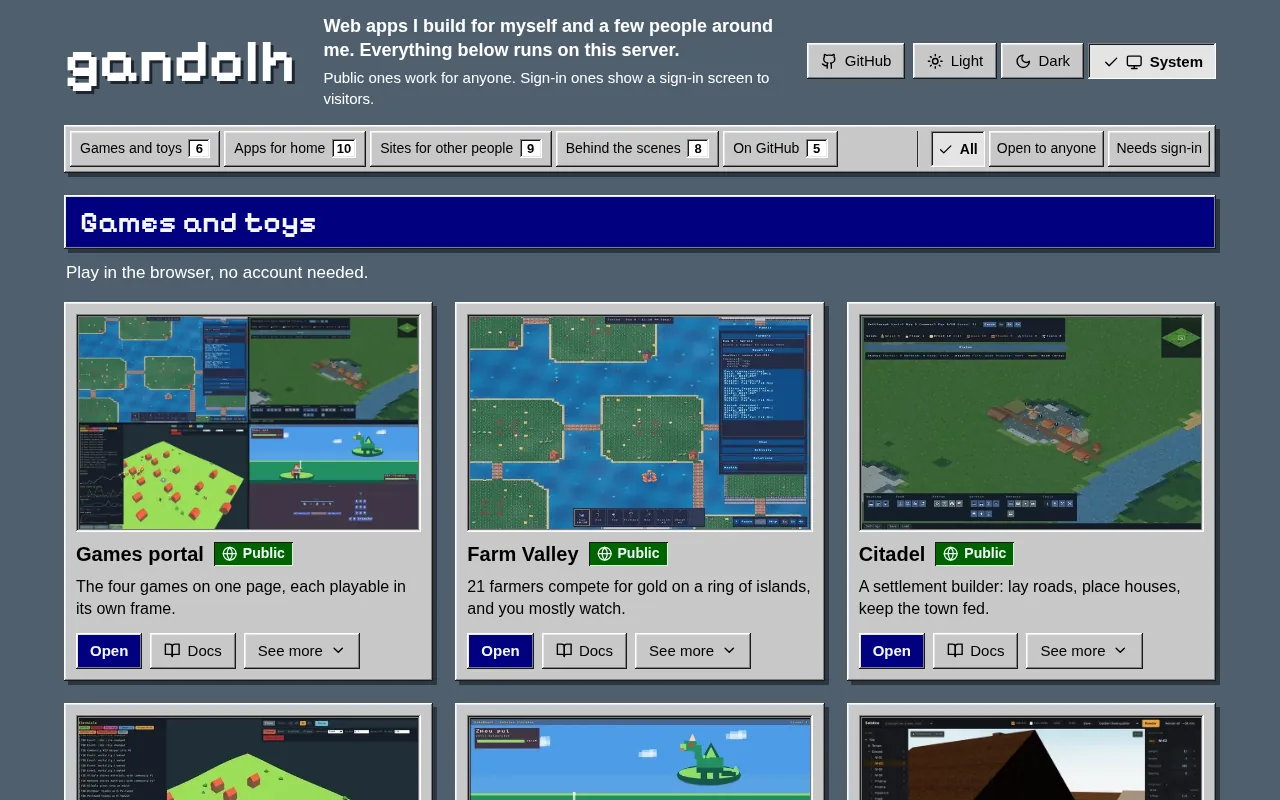 gandolh
Web apps I build for myself and a few people around
me. Everything below runs on this server.
Public ones work for anyone. Sign-in ones show a sign-in screen to
visitors.
GitHub
Light
Dark
System
Games and toys 6
Apps for home 10
Sites for other people 9
Behind the scenes 8
On GitHub 5
All
Open to anyone
Needs sign-in
Games and toys
Play in the browser, no account needed.
Games portal
Public
The four games on one page, each playable in
its own frame.
Open
Docs
See more
Farm Valley
Public
21 farmers compete for gold on a ring of islands,
and you mostly watch.
Open
Docs
See more
Citadel
Public
A settlement builder: lay roads, place houses,
keep the town fed.
Open
Docs
See more